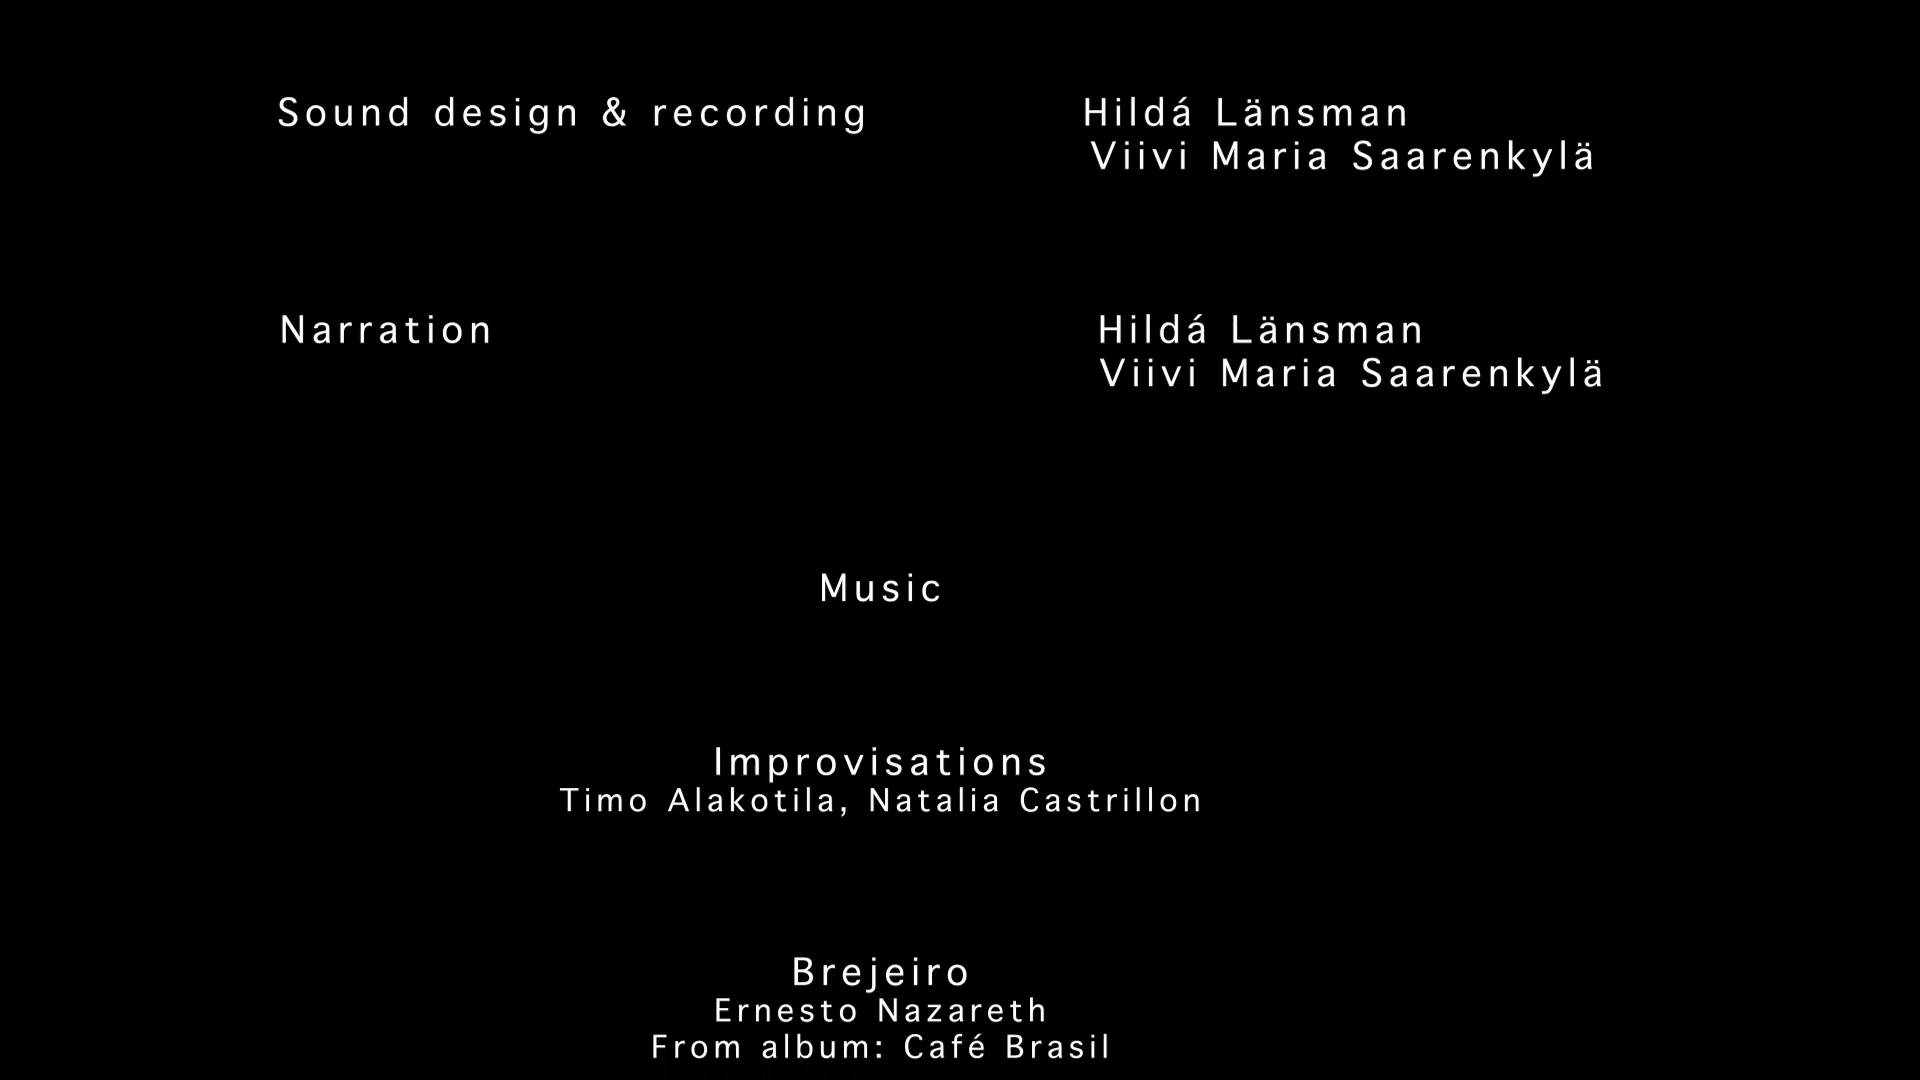 Sound design & recording Hildá Länsman
Viivi Maria Saarenkylä
Narration Hildá Länsman
Viivi Maria Saarenkylä
Music
Improvisations
Timo Alakotila, Natalia Castrillon
Brejeiro
Ernesto Nazareth
From album: Café Brasil